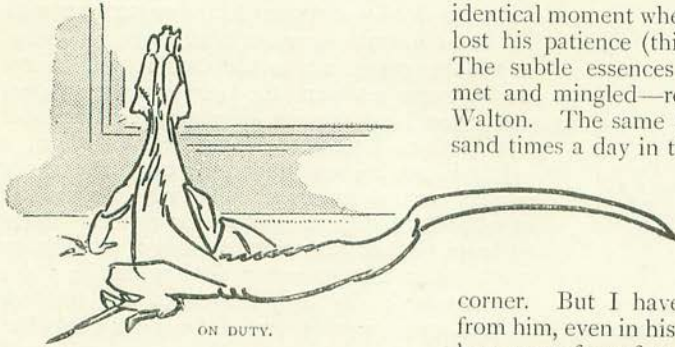 identical moment whe
lost his patience (thi
The subtle essences
met and mingled—r
Walton. The same
sand times a day in t
corner. But I have
from him, even in his
ON DUTY.